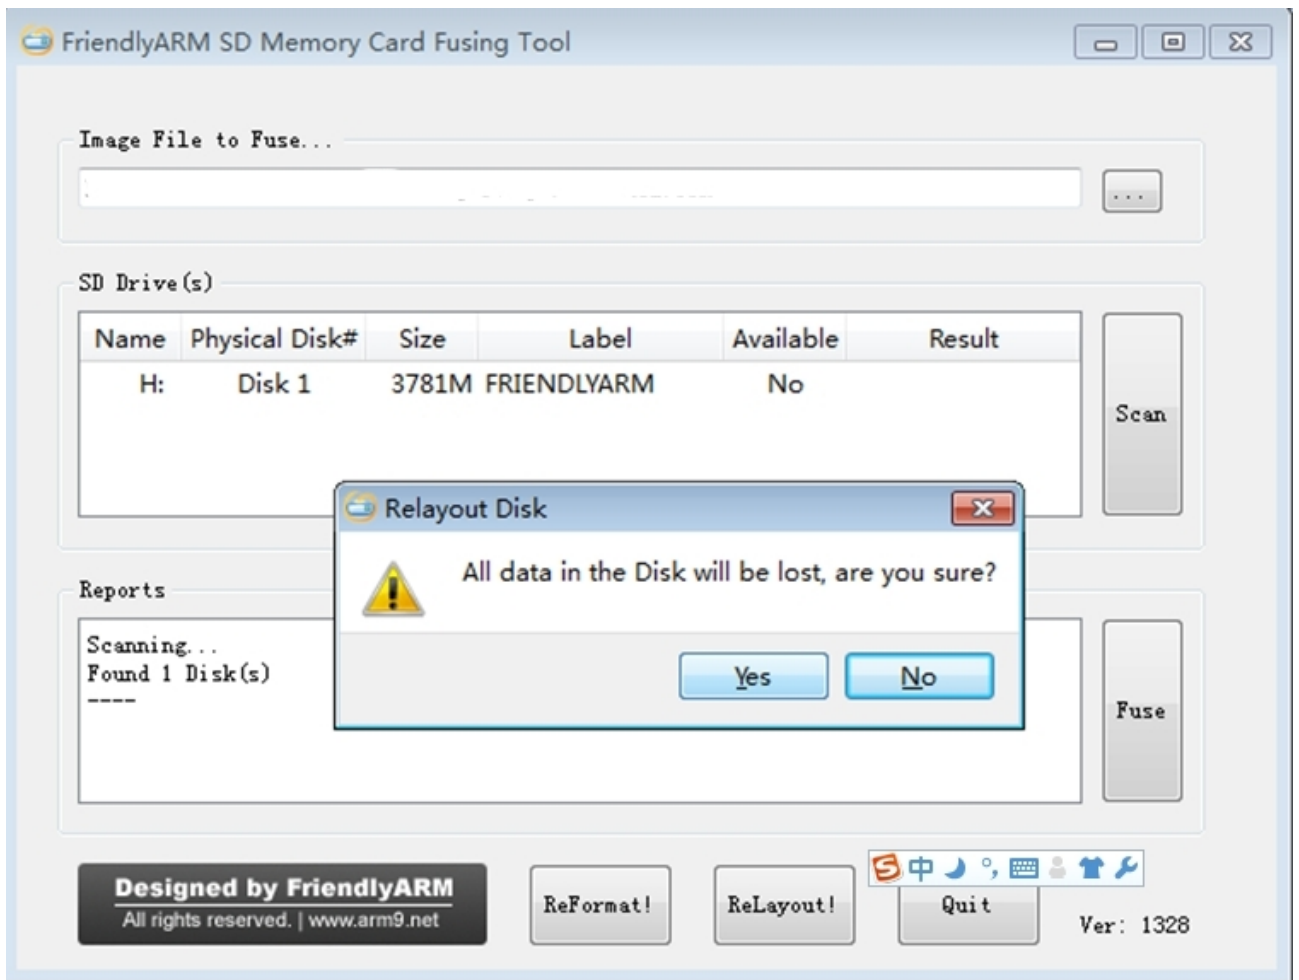 FriendlyARM SD Memory Card Fusing Tool
Image File to Fuse...
...
SD Drive(s)
Name Physical Disk# Size Label Available Result
H: Disk 1 3781M FRIENDLYARM No
Scan
Relayout Disk
All data in the Disk will be lost, are you sure?
Yes No
Reports
Scanning...
Found 1 Disk(s)
----
Fuse
Designed by FriendlyARM
All rights reserved. | www.arm9.net
ReFormat!
ReLayout!
中
Quit
Ver: 1328